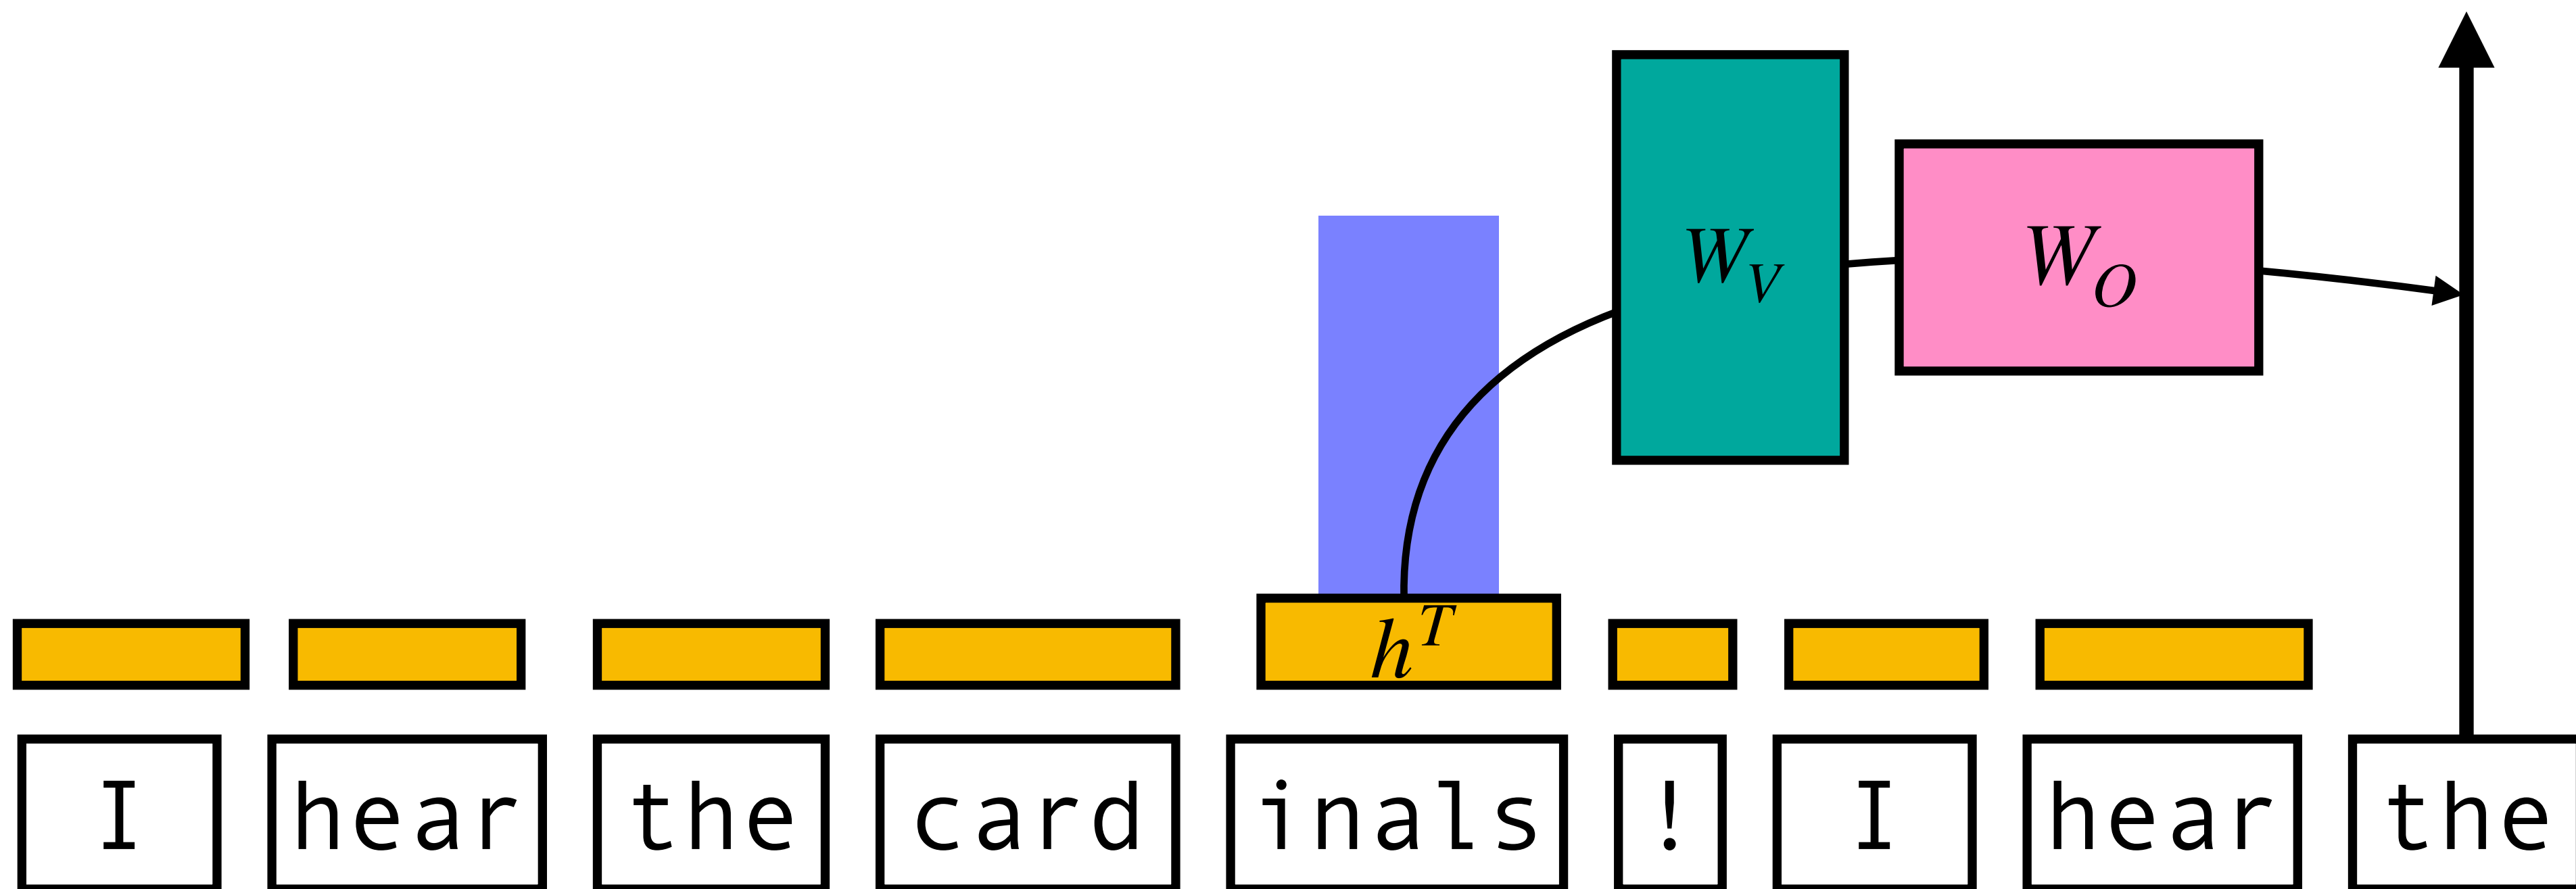 W_V
W_O
h^T
I hear the card inals ! I hear the